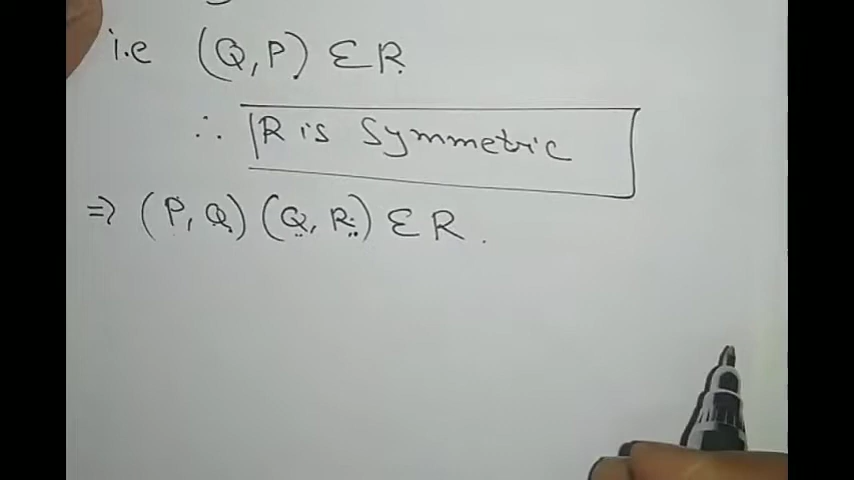 i.e (Q, P) ∈ R
∴ R is Symmetric
⇒ (P, Q) (Q, R) ∈ R .